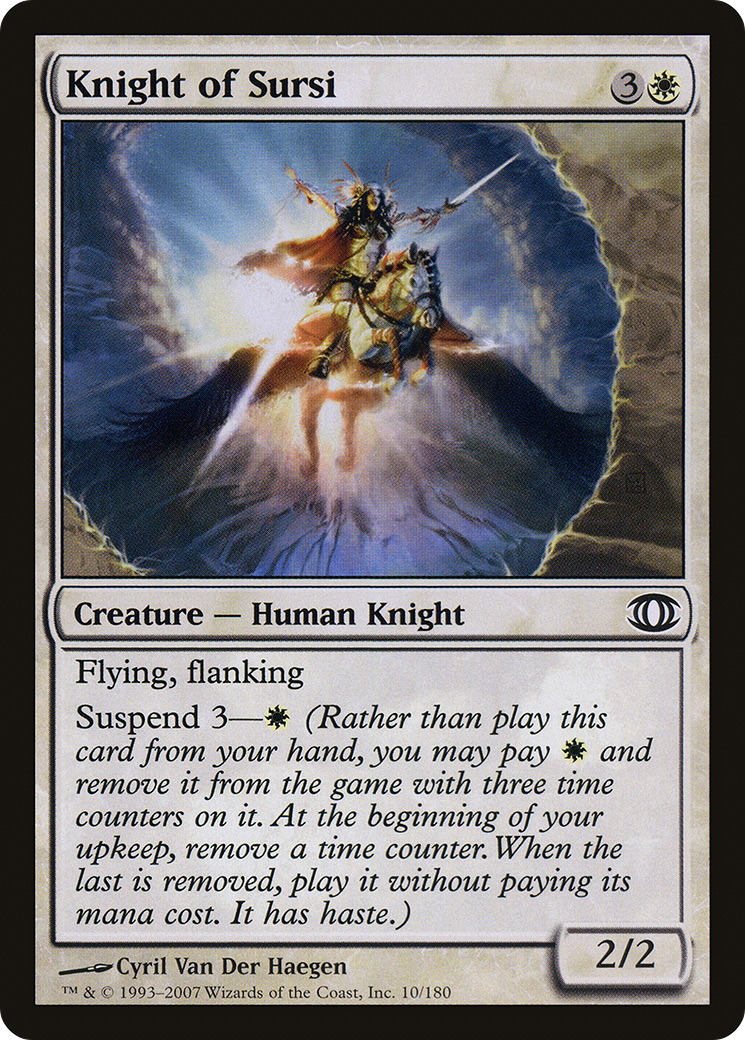 Knight of Sursi 3
Creature — Human Knight
Flying, flanking
Suspend 3— (Rather than play this
card from your hand, you may pay and
remove it from the game with three time
counters on it. At the beginning of your
upkeep, remove a time counter. When the
last is removed, play it without paying its
mana cost. It has haste.)
2/2
Cyril Van Der Haegen
™ & © 1993–2007 Wizards of the Coast, Inc. 10/180